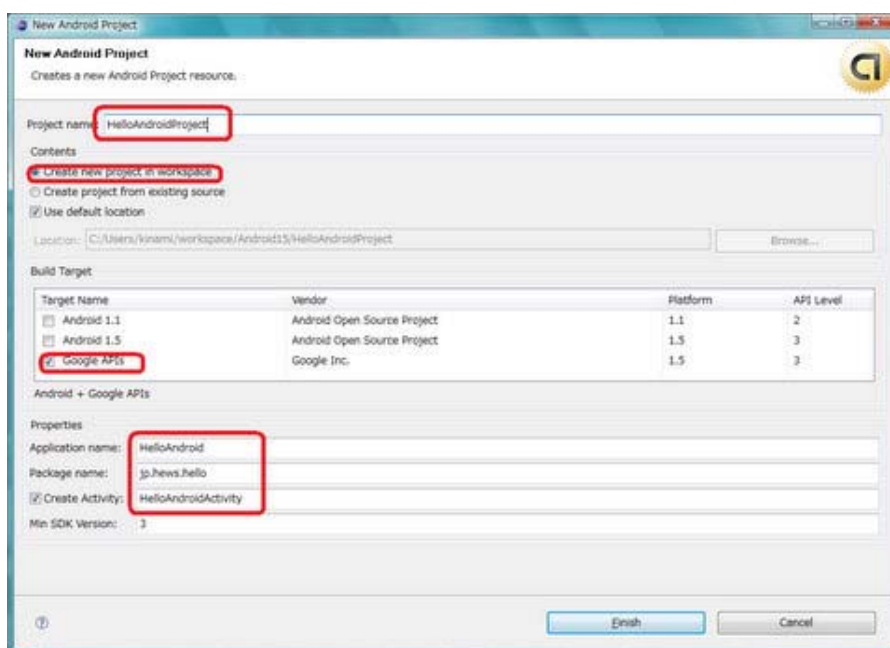 New Android Project
New Android Project
Creates a new Android Project resource.
Project name: HelloAndroidProject
Contents
Create new project in workspace
Create project from existing source
Use default location
Location: C:/Users/kinami/workspace/Android15/HelloAndroidProject Browse...
Build Target
Target Name Vendor Platform API Level
Android 1.1 Android Open Source Project 1.1 2
Android 1.5 Android Open Source Project 1.5 3
Google APIs Google Inc. 1.5 3
Android + Google APIs
Properties
Application name: HelloAndroid
Package name: jp.hews.hello
Create Activity: HelloAndroidActivity
Min SDK Version: 3
Finish Cancel